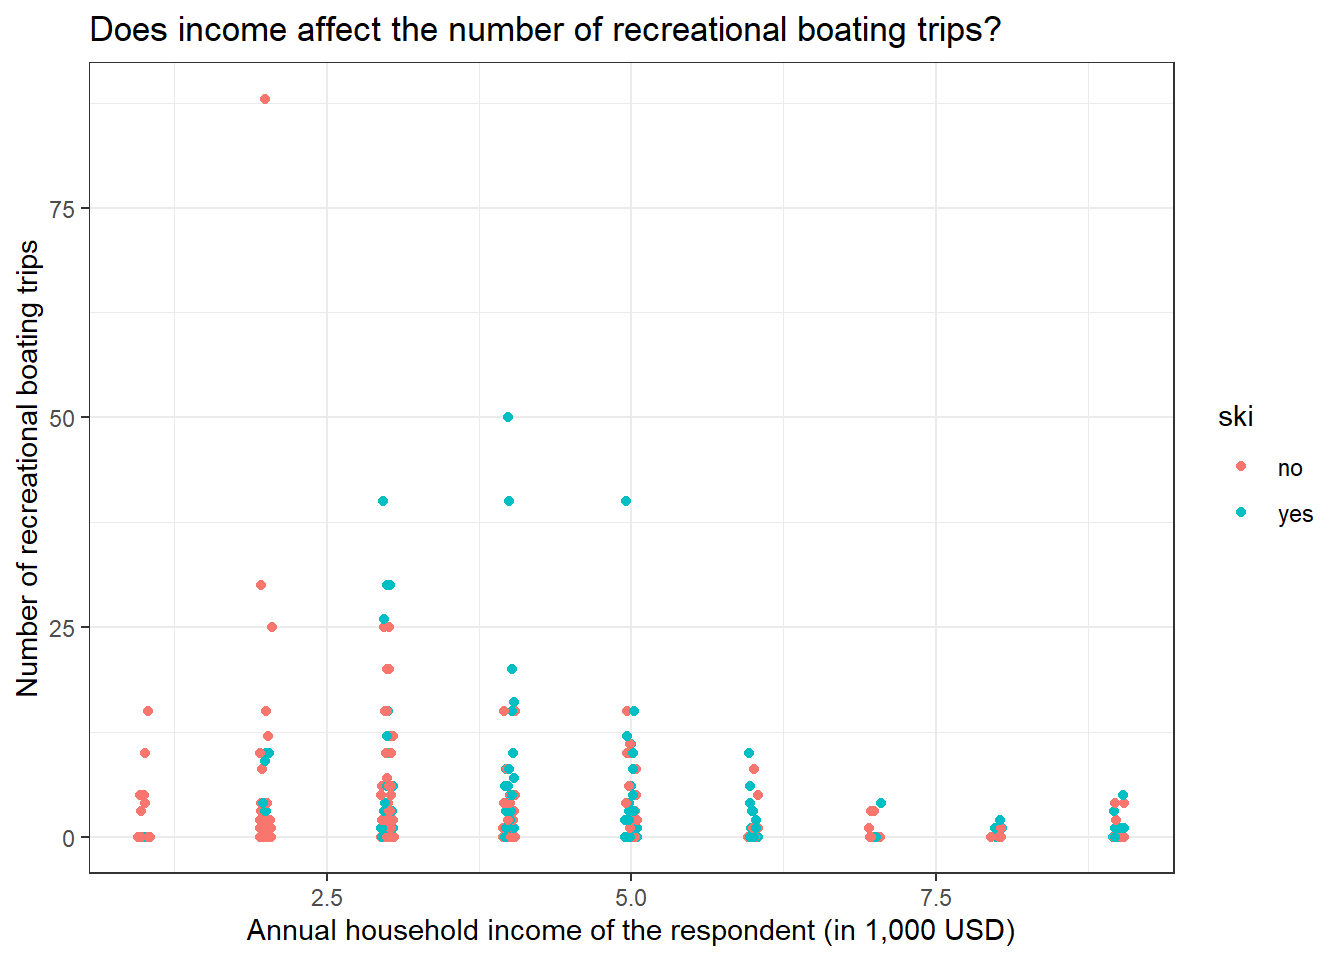 Does income affect the number of recreational boating trips?
Number of recreational boating trips
75
50
25
0
2.5 5.0 7.5
Annual household income of the respondent (in 1,000 USD)
ski
no
yes